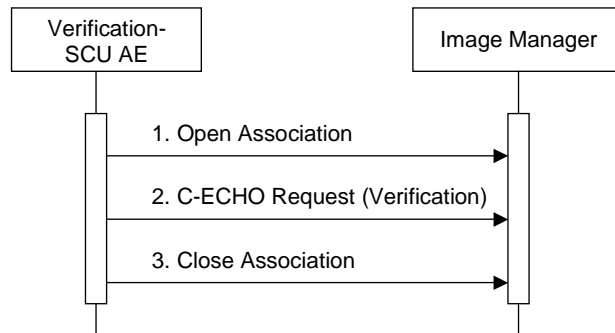 Verification-
SCU AE
Image Manager
1. Open Association
2. C-ECHO Request (Verification)
3. Close Association